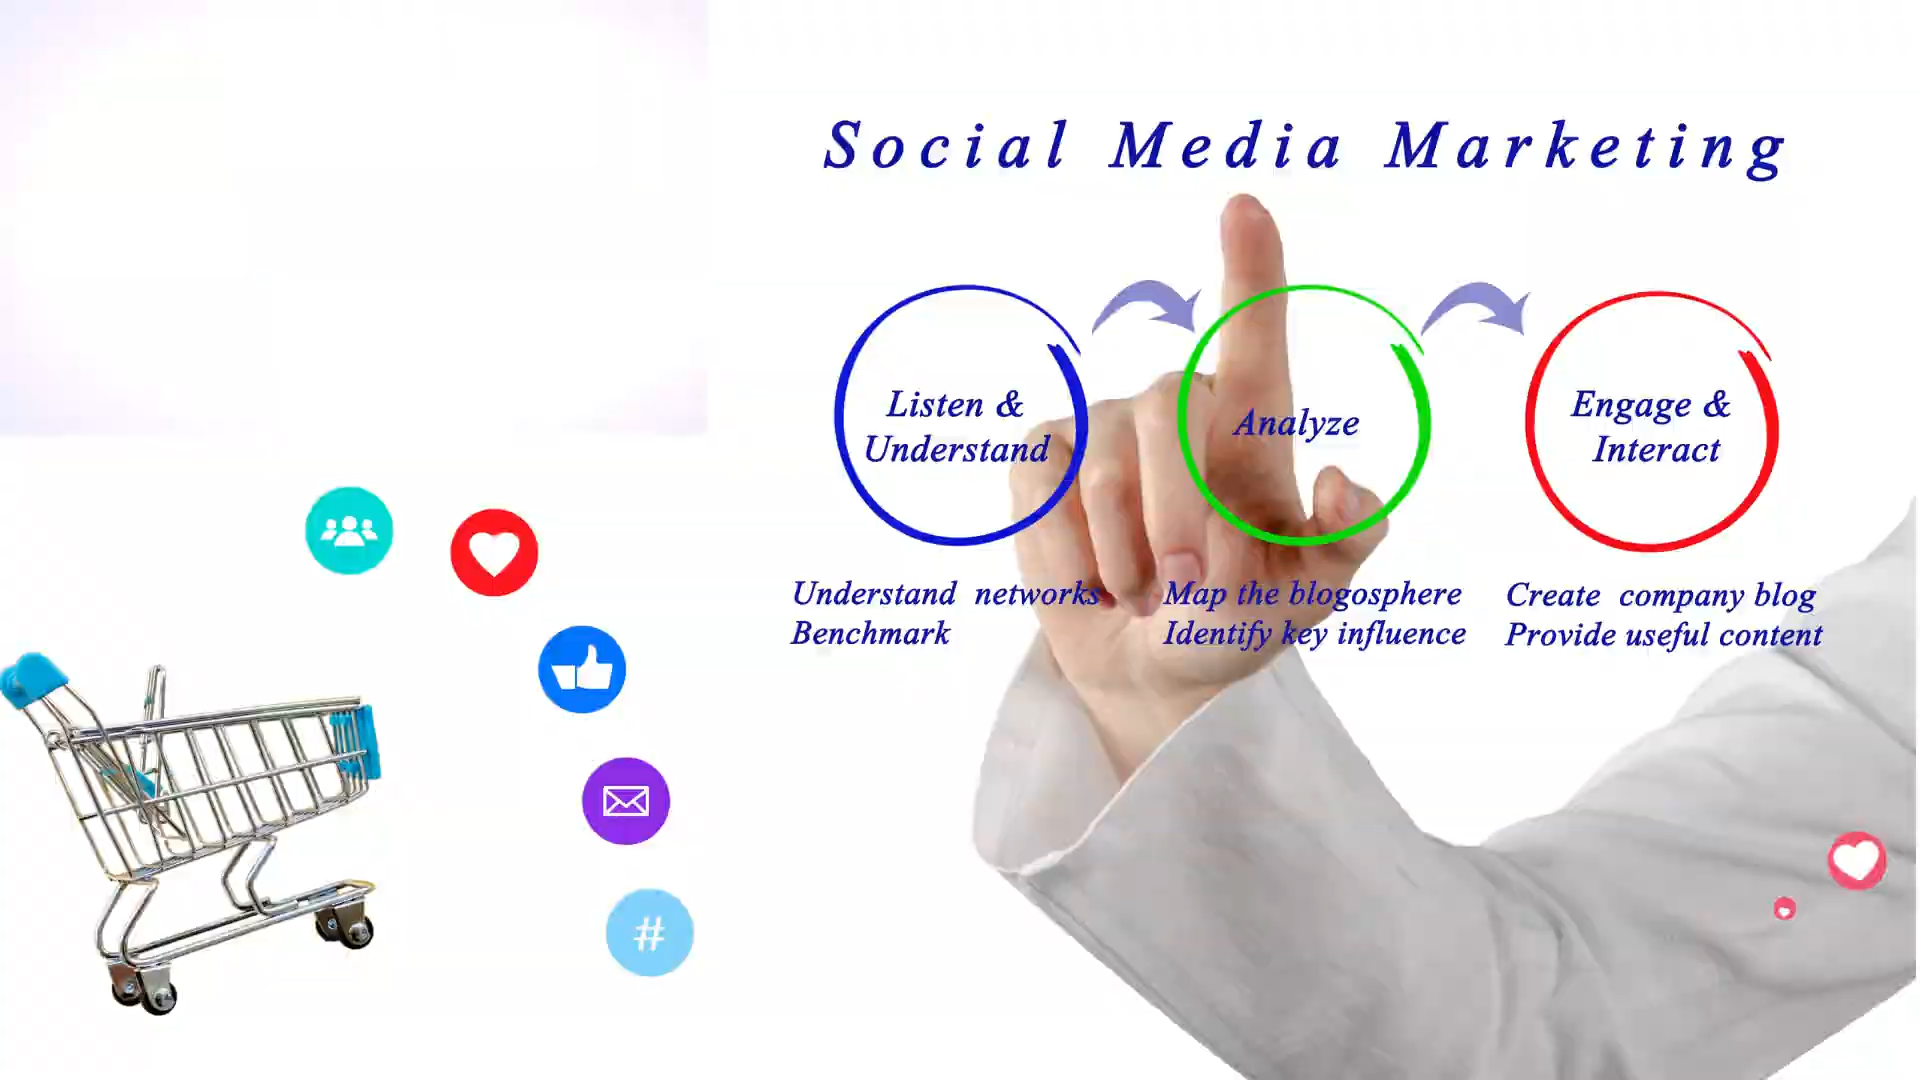 Social Media Marketing
Listen &
Understand
Analyze
Engage &
Interact
Understand networks
Benchmark
Map the blogosphere
Identify key influence
Create company blog
Provide useful content
#